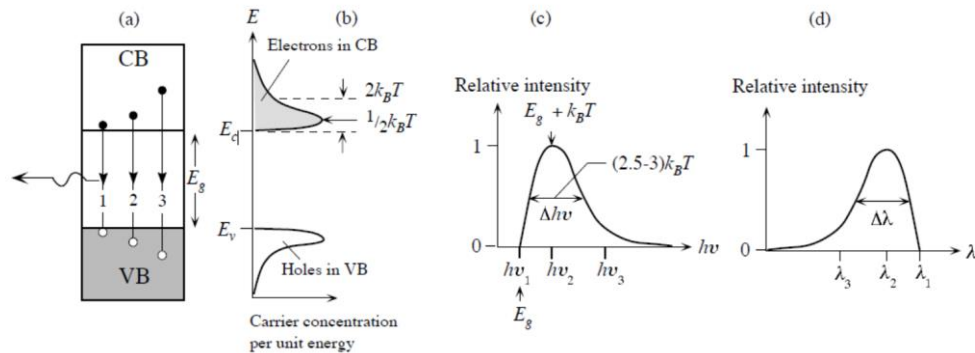 (a)
CB
1 2 3
E_g
VB
(b)
E
Electrons in CB
2k_BT
1/2k_BT
E_c
E_v
Holes in VB
Carrier concentration
per unit energy
(c)
Relative intensity
E_g + k_BT
1
(2.5-3)k_BT
Δhυ
0
hυ
hυ_1 hυ_2 hυ_3
E_g
(d)
Relative intensity
1
Δλ
0
λ
λ_3 λ_2 λ_1